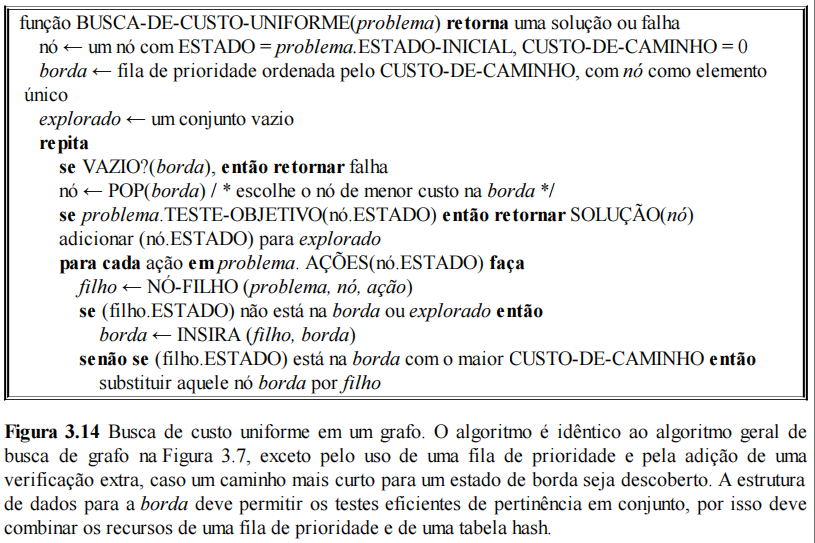 função BUSCA-DE-CUSTO-UNIFORME(problema) retorna uma solução ou falha
nó ← um nó com ESTADO = problema.ESTADO-INICIAL, CUSTO-DE-CAMINHO = 0
borda ← fila de prioridade ordenada pelo CUSTO-DE-CAMINHO, com nó como elemento
único
explorado ← um conjunto vazio
repita
se VAZIO?(borda), então retornar falha
nó ← POP(borda) / * escolhe o nó de menor custo na borda */
se problema.TESTE-OBJETIVO(nó.ESTADO) então retornar SOLUÇÃO(nó)
adicionar (nó.ESTADO) para explorado
para cada ação em problema. AÇÕES(nó.ESTADO) faça
filho ← NÓ-FILHO (problema, nó, ação)
se (filho.ESTADO) não está na borda ou explorado então
borda ← INSIRA (filho, borda)
senão se (filho.ESTADO) está na borda com o maior CUSTO-DE-CAMINHO então
substituir aquele nó borda por filho
Figura 3.14 Busca de custo uniforme em um grafo. O algoritmo é idêntico ao algoritmo geral de
busca de grafo na Figura 3.7, exceto pelo uso de uma fila de prioridade e pela adição de uma
verificação extra, caso um caminho mais curto para um estado de borda seja descoberto. A estrutura
de dados para a borda deve permitir os testes eficientes de pertinência em conjunto, por isso deve
combinar os recursos de uma fila de prioridade e de uma tabela hash.